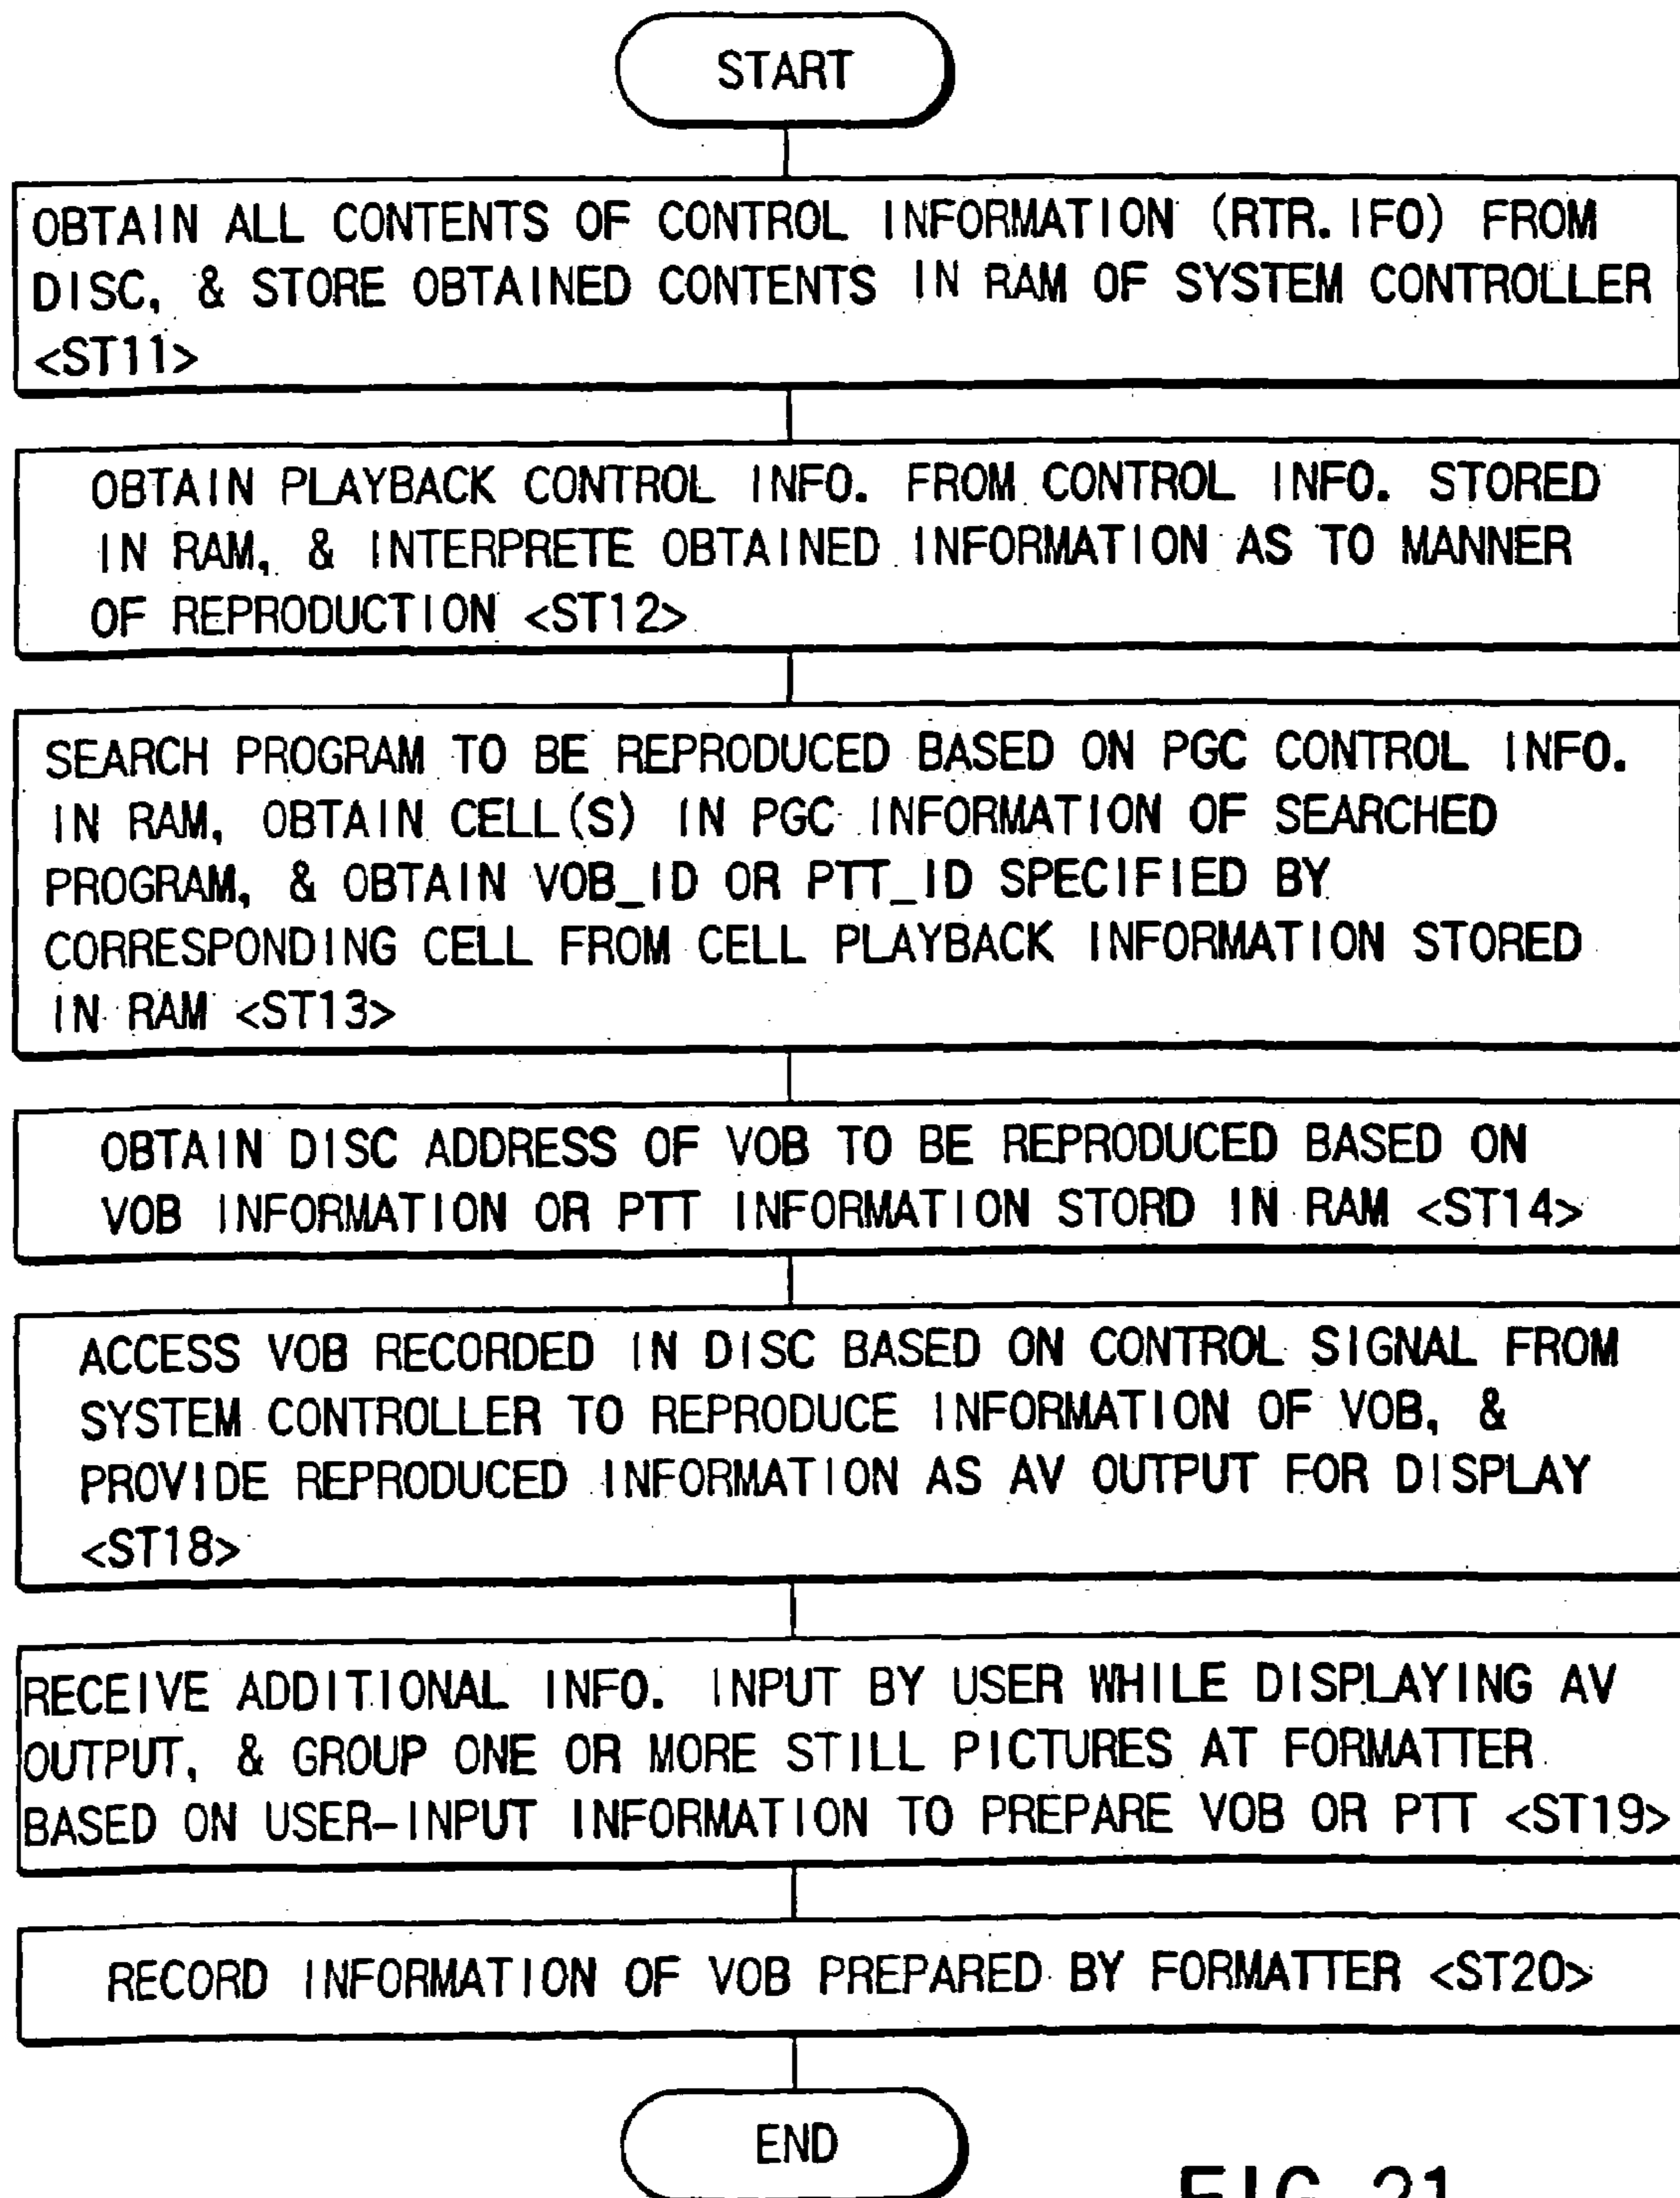 START
OBTAIN ALL CONTENTS OF CONTROL INFORMATION (RTR.IFO) FROM
DISC, & STORE OBTAINED CONTENTS IN RAM OF SYSTEM CONTROLLER
<ST11>
OBTAIN PLAYBACK CONTROL INFO. FROM CONTROL INFO. STORED
IN RAM, & INTERPRETE OBTAINED INFORMATION AS TO MANNER
OF REPRODUCTION <ST12>
SEARCH PROGRAM TO BE REPRODUCED BASED ON PGC CONTROL INFO.
IN RAM, OBTAIN CELL(S) IN PGC INFORMATION OF SEARCHED
PROGRAM, & OBTAIN VOB_ID OR PTT_ID SPECIFIED BY
CORRESPONDING CELL FROM CELL PLAYBACK INFORMATION STORED
IN RAM <ST13>
OBTAIN DISC ADDRESS OF VOB TO BE REPRODUCED BASED ON
VOB INFORMATION OR PTT INFORMATION STORD IN RAM <ST14>
ACCESS VOB RECORDED IN DISC BASED ON CONTROL SIGNAL FROM
SYSTEM CONTROLLER TO REPRODUCE INFORMATION OF VOB, &
PROVIDE REPRODUCED INFORMATION AS AV OUTPUT FOR DISPLAY
<ST18>
RECEIVE ADDITIONAL INFO. INPUT BY USER WHILE DISPLAYING AV
OUTPUT, & GROUP ONE OR MORE STILL PICTURES AT FORMATTER
BASED ON USER-INPUT INFORMATION TO PREPARE VOB OR PTT <ST19>
RECORD INFORMATION OF VOB PREPARED BY FORMATTER <ST20>
END
FIG. 21